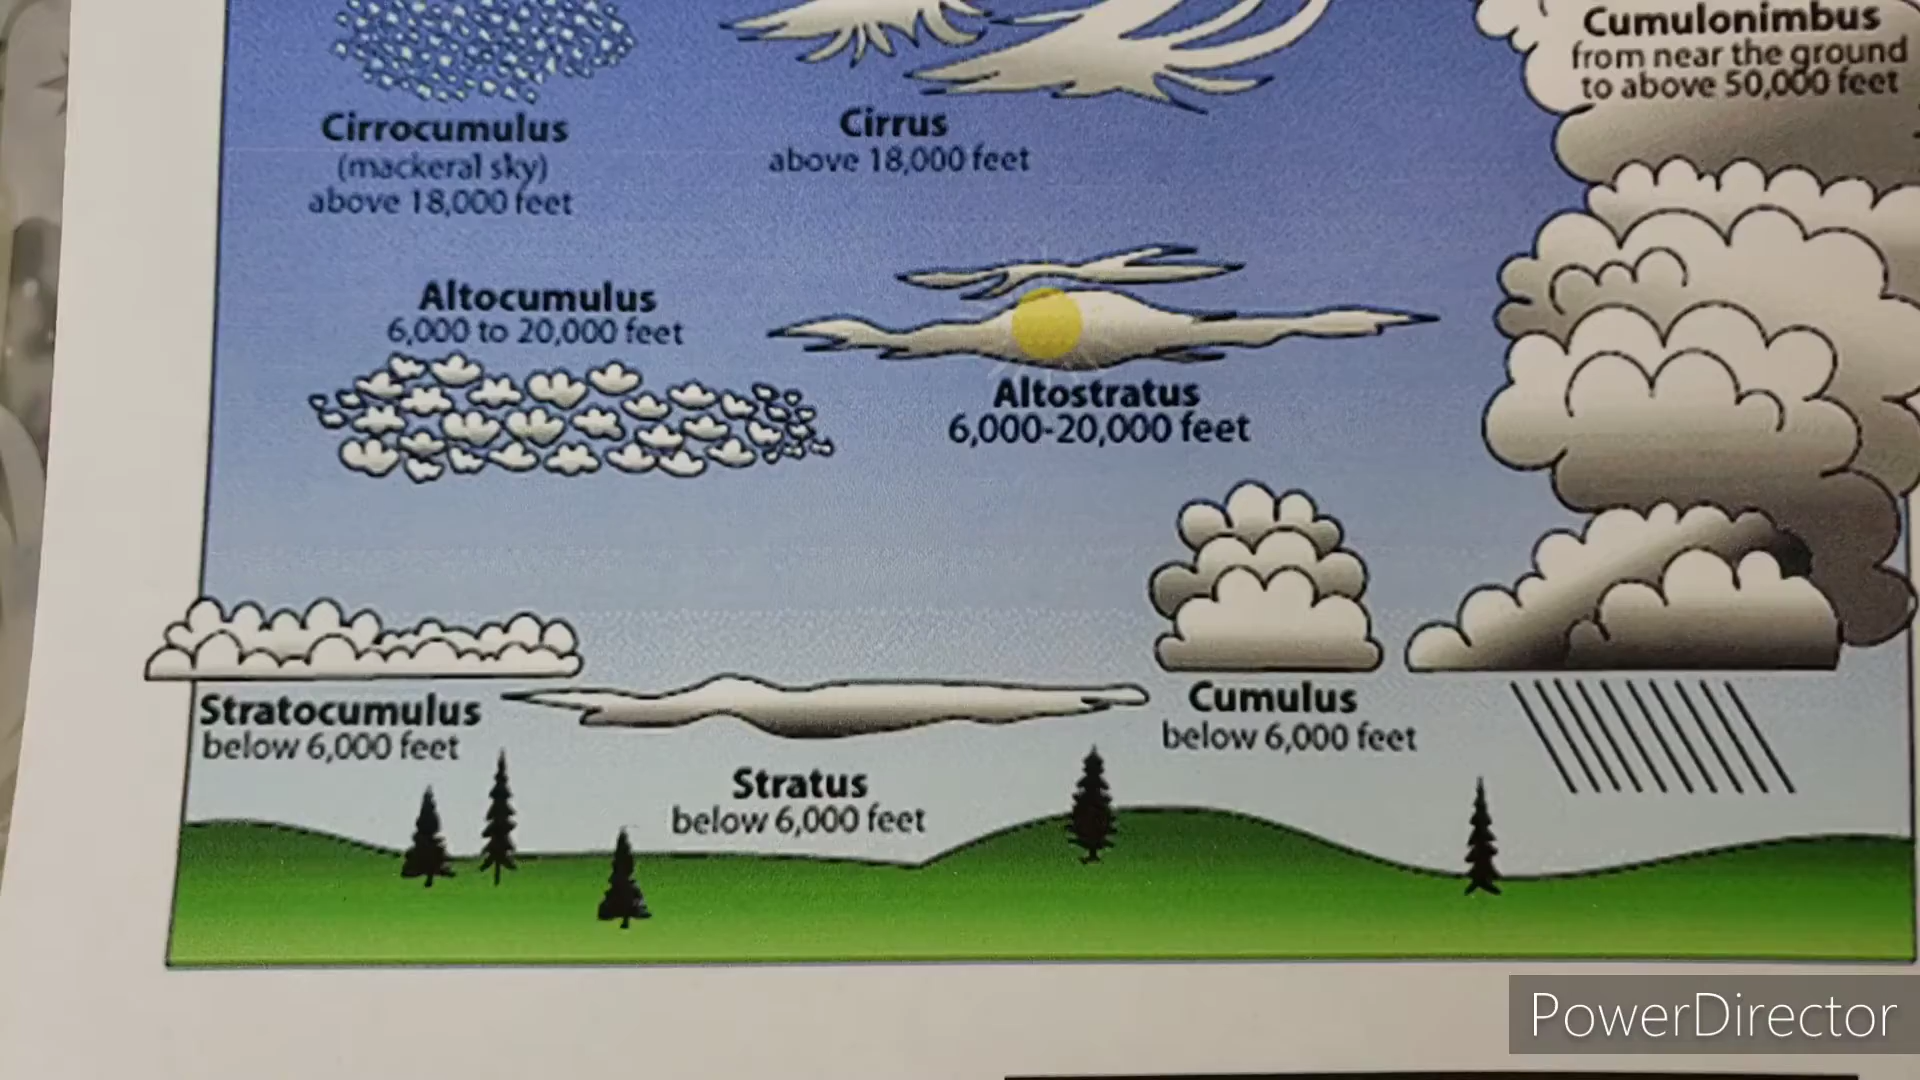 Cumulonimbus
from near the ground
to above 50,000 feet
Cirrocumulus
(mackeral sky)
above 18,000 feet
Cirrus
above 18,000 feet
Altocumulus
6,000 to 20,000 feet
Altostratus
6,000-20,000 feet
Stratocumulus
below 6,000 feet
Stratus
below 6,000 feet
Cumulus
below 6,000 feet
PowerDirector